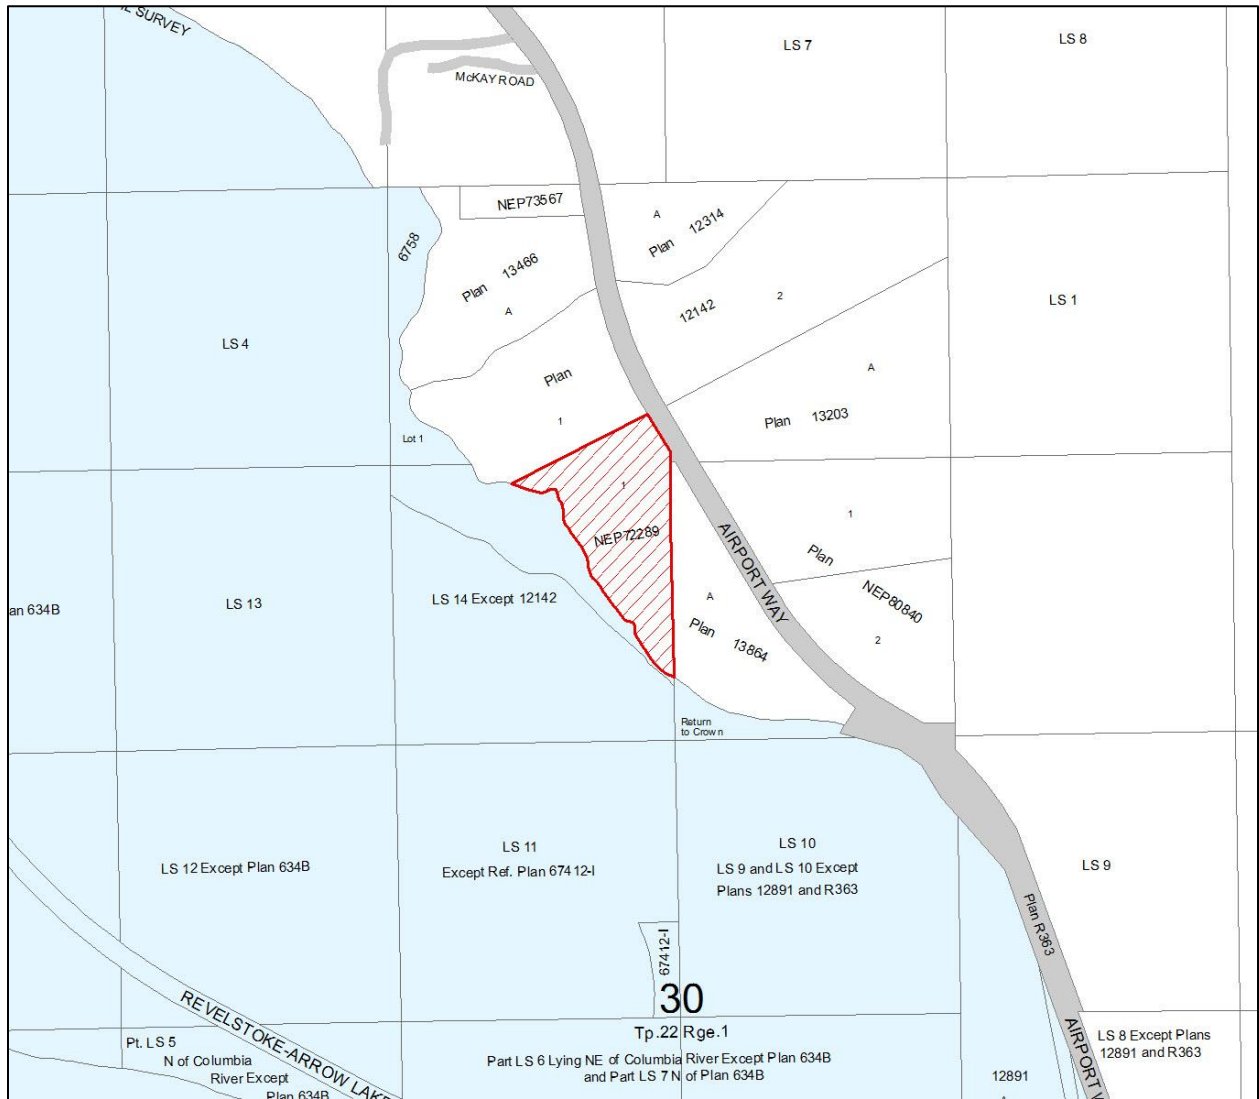 SURVEY
LS 7
LS 8
McKAY ROAD
NEP73567
A
Plan 12314
6758
Plan 13466
A
12142
2
LS 1
LS 4
Plan
1
A
Plan 13203
Lot 1
1
NEP72289
1
Plan
NEP80840
2
AIRPORT WAY
an 634B
LS 13
LS 14 Except 12142
A
Plan 13864
Return
to Crown
LS 12 Except Plan 634B
LS 11
Except Ref. Plan 67412-I
LS 10
LS 9 and LS 10 Except
Plans 12891 and R363
LS 9
Plan R363
67412-I
30
Tp.22 Rge.1
REVELSTOKE-ARROW LAKE
Pt. LS 5
N of Columbia
River Except
Plan 634B
Part LS 6 Lying NE of Columbia River Except Plan 634B
and Part LS 7 N of Plan 634B
12891
AIRPORT W
LS 8 Except Plans
12891 and R363